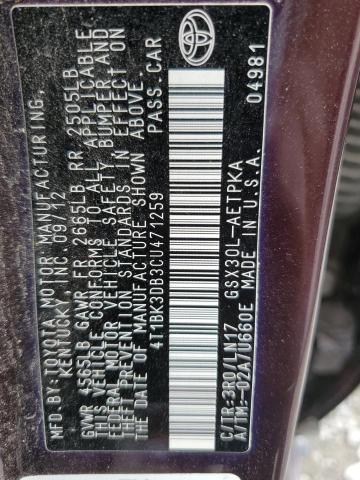 MFD. BY: TOYOTA MOTOR MANUFACTURING,
KENTUCKY, INC. 09/12
GVWR 4565LB GAWR FR 2665LB RR 2505LB
THIS VEHICLE CONFORMS TO ALL APPLICABLE
FEDERAL MOTOR VEHICLE SAFETY, BUMPER, AND
THEFT PREVENTION STANDARDS IN EFFECT ON
THE DATE OF MANUFACTURE SHOWN ABOVE.
4T1BK3DB3CU471259 PASS. CAR
C/TR: 3R0/LN17 GSX30L-AETPKA
A/TM: -02A/U660E MADE IN U.S.A.
04981
TOYOTA